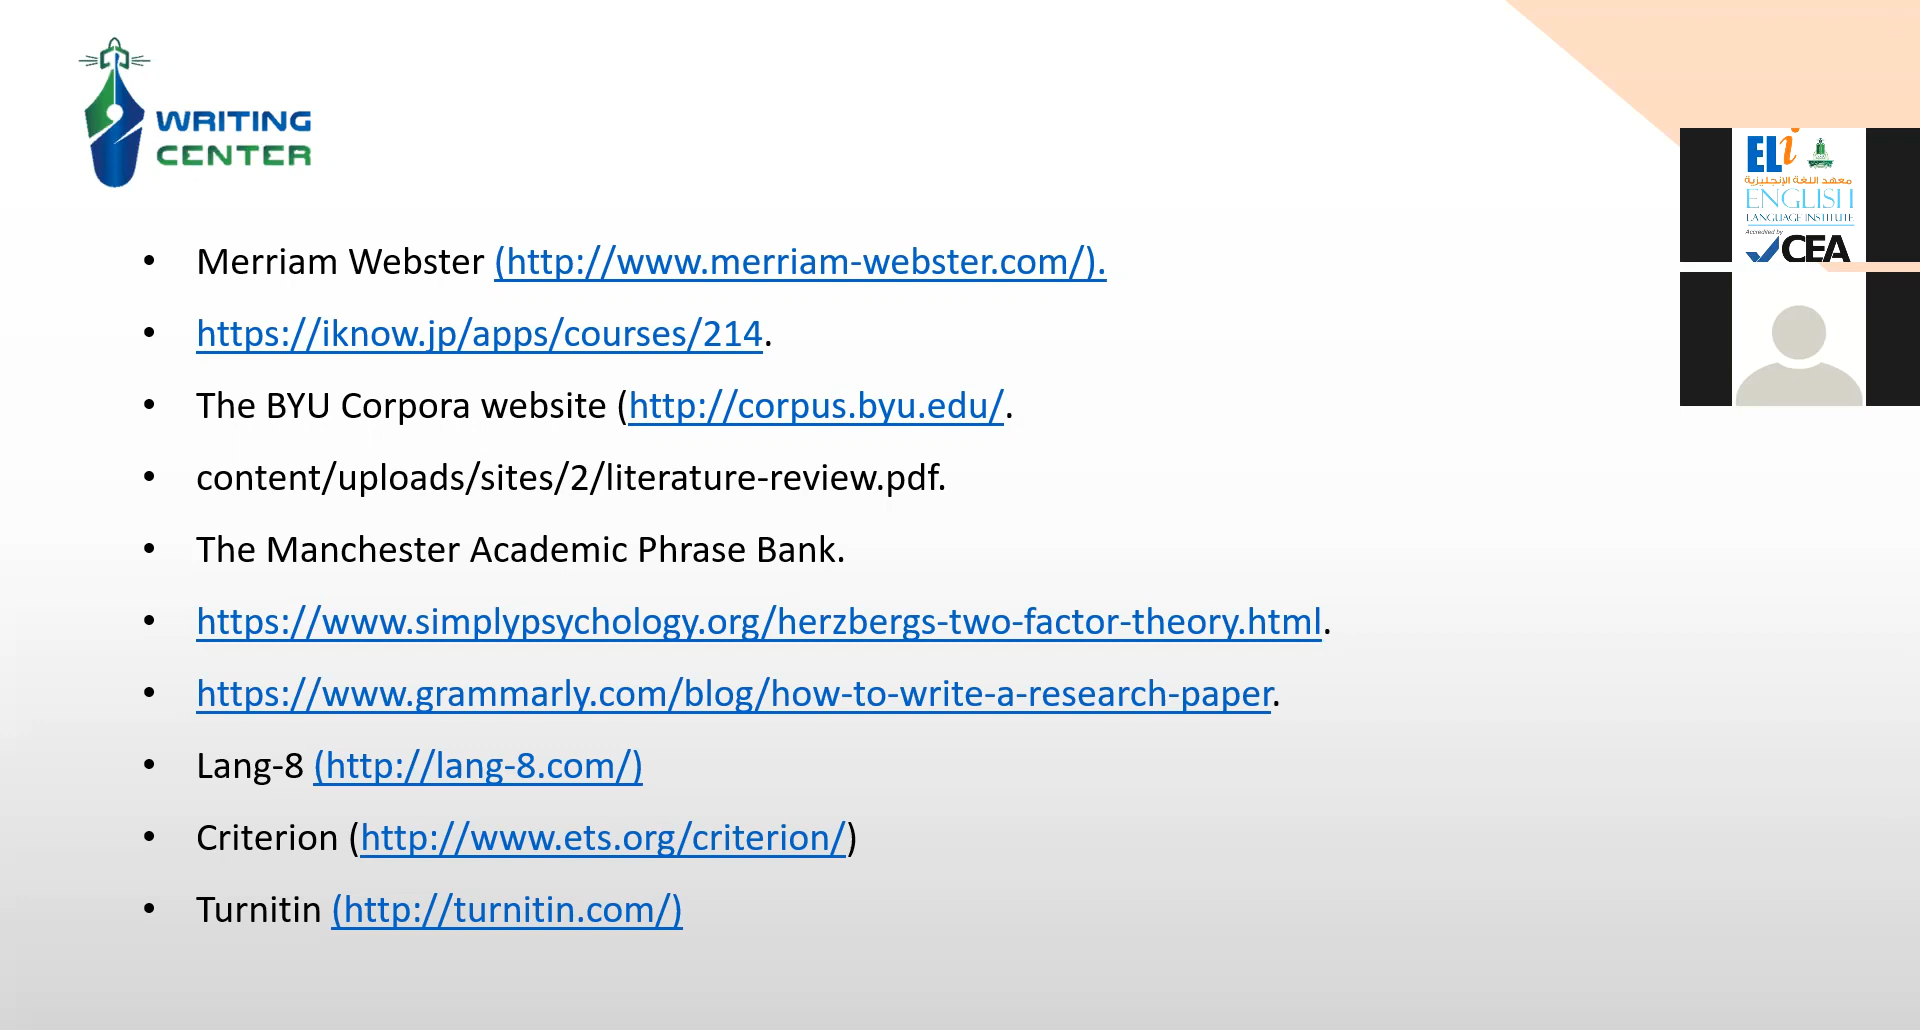 WRITING
CENTER
ELi
معهد اللغة الإنجليزية
ENGLISH
LANGUAGE INSTITUTE
Accredited by
CEA
• Merriam Webster (http://www.merriam-webster.com/).
• https://iknow.jp/apps/courses/214.
• The BYU Corpora website (http://corpus.byu.edu/.
• content/uploads/sites/2/literature-review.pdf.
• The Manchester Academic Phrase Bank.
• https://www.simplypsychology.org/herzbergs-two-factor-theory.html.
• https://www.grammarly.com/blog/how-to-write-a-research-paper.
• Lang-8 (http://lang-8.com/)
• Criterion (http://www.ets.org/criterion/)
• Turnitin (http://turnitin.com/)